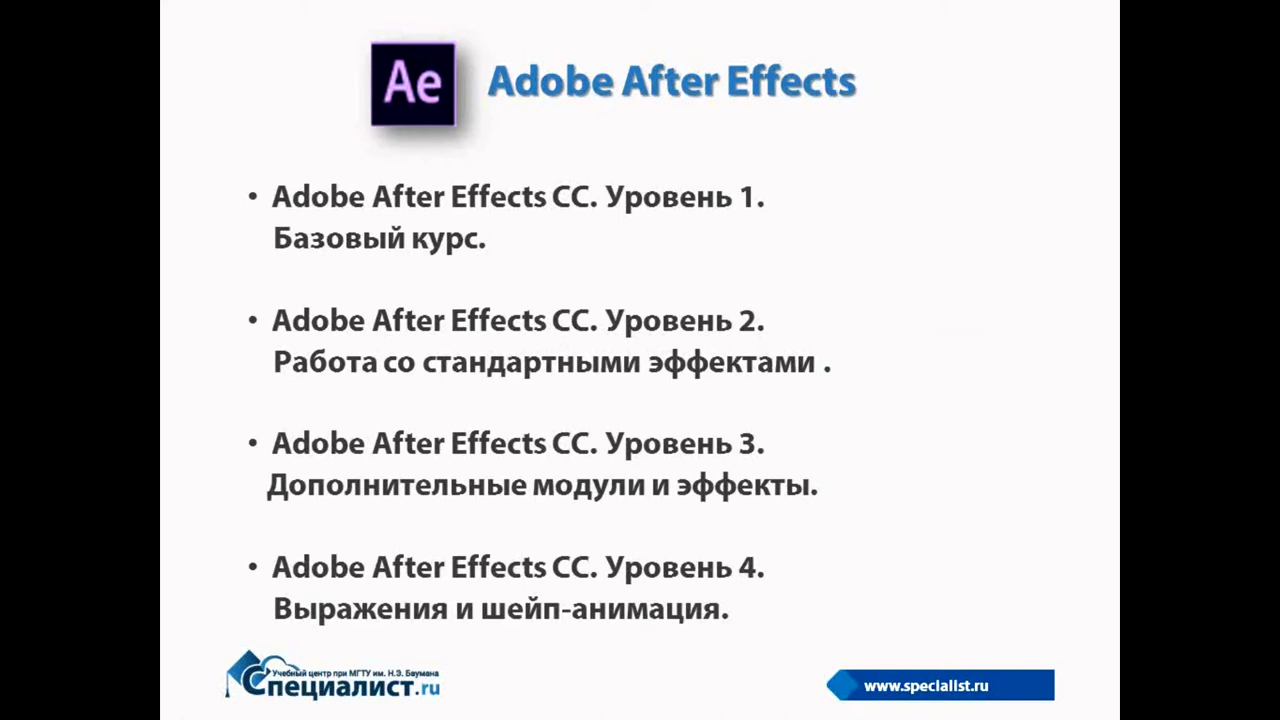 Ae
Adobe After Effects
• Adobe After Effects CC. Уровень 1.
Базовый курс.
• Adobe After Effects CC. Уровень 2.
Работа со стандартными эффектами .
• Adobe After Effects CC. Уровень 3.
Дополнительные модули и эффекты.
• Adobe After Effects CC. Уровень 4.
Выражения и шейп-анимация.
Учебный центр при МГТУ им. Н.Э. Баумана
Специалист.ru
www.specialist.ru